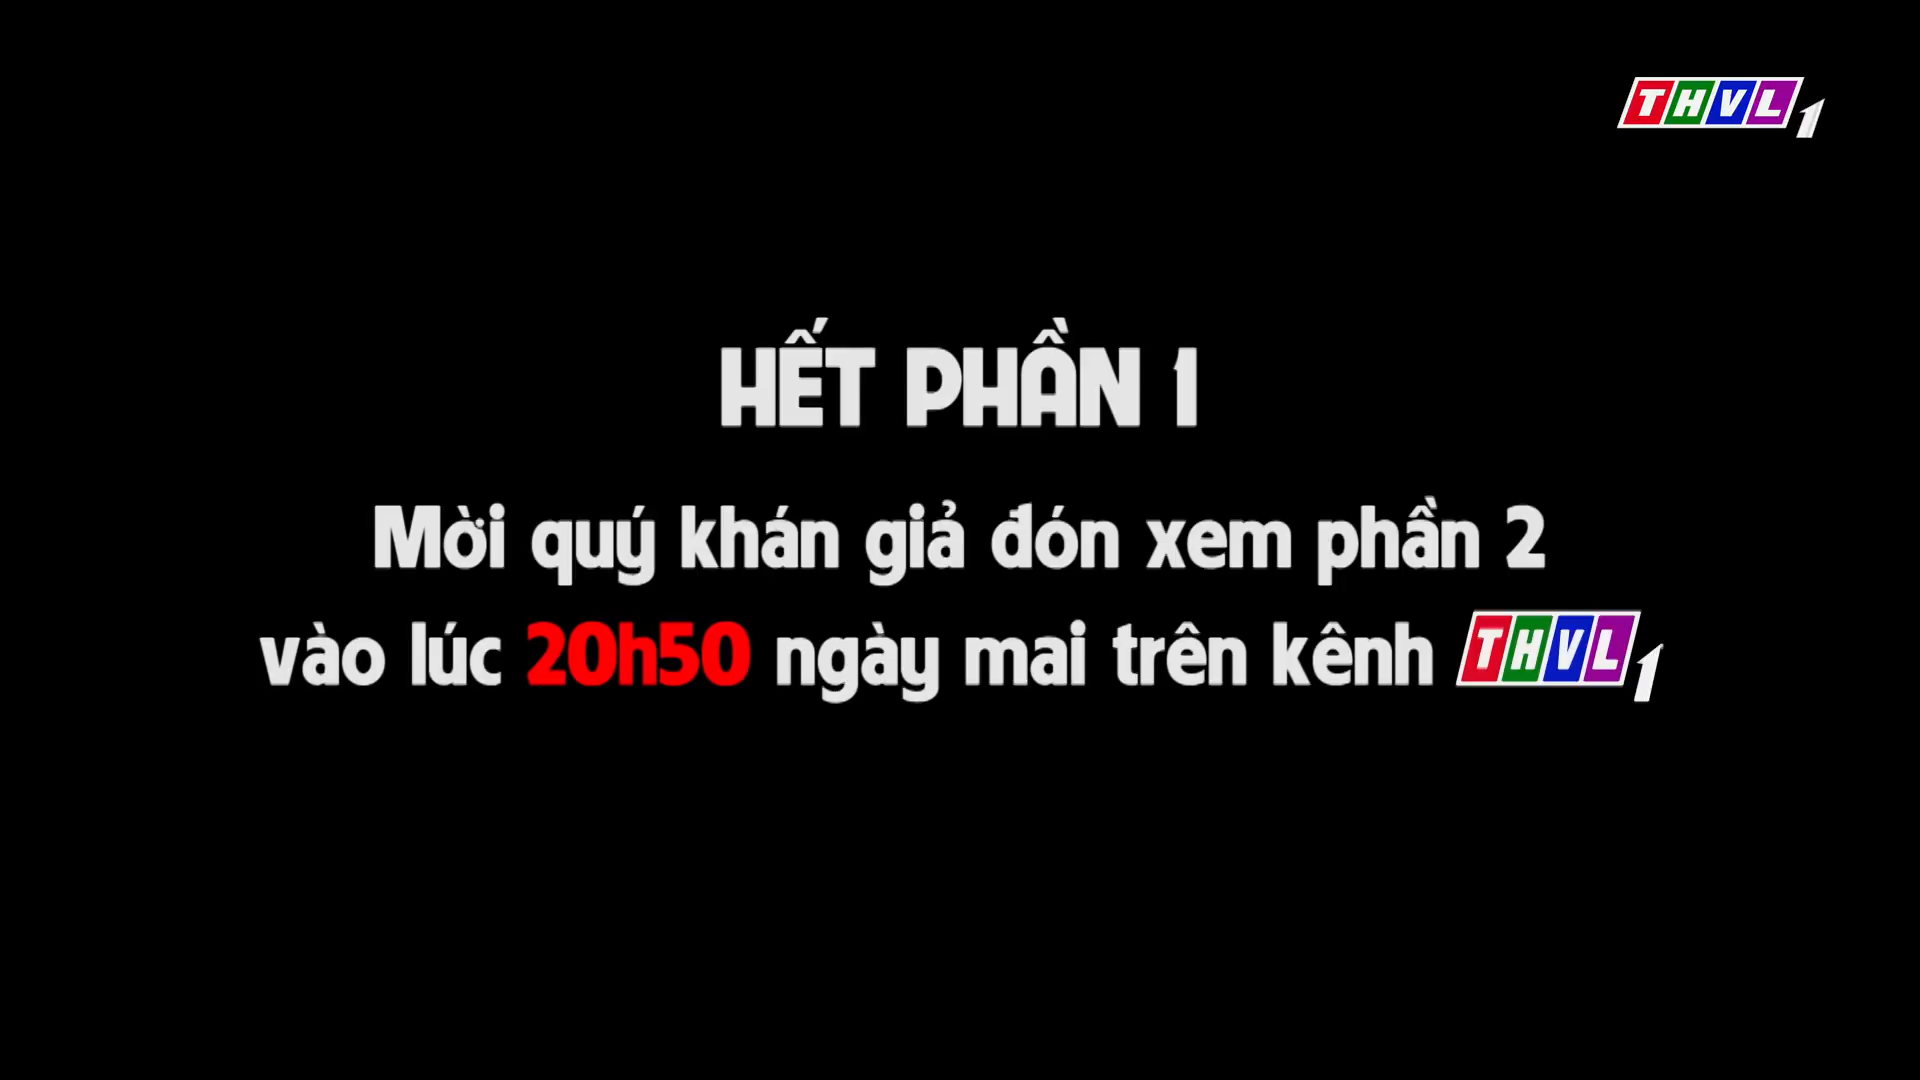 THVL1
HẾT PHẦN 1
Mời quý khán giả đón xem phần 2
vào lúc 20h50 ngày mai trên kênh THVL1